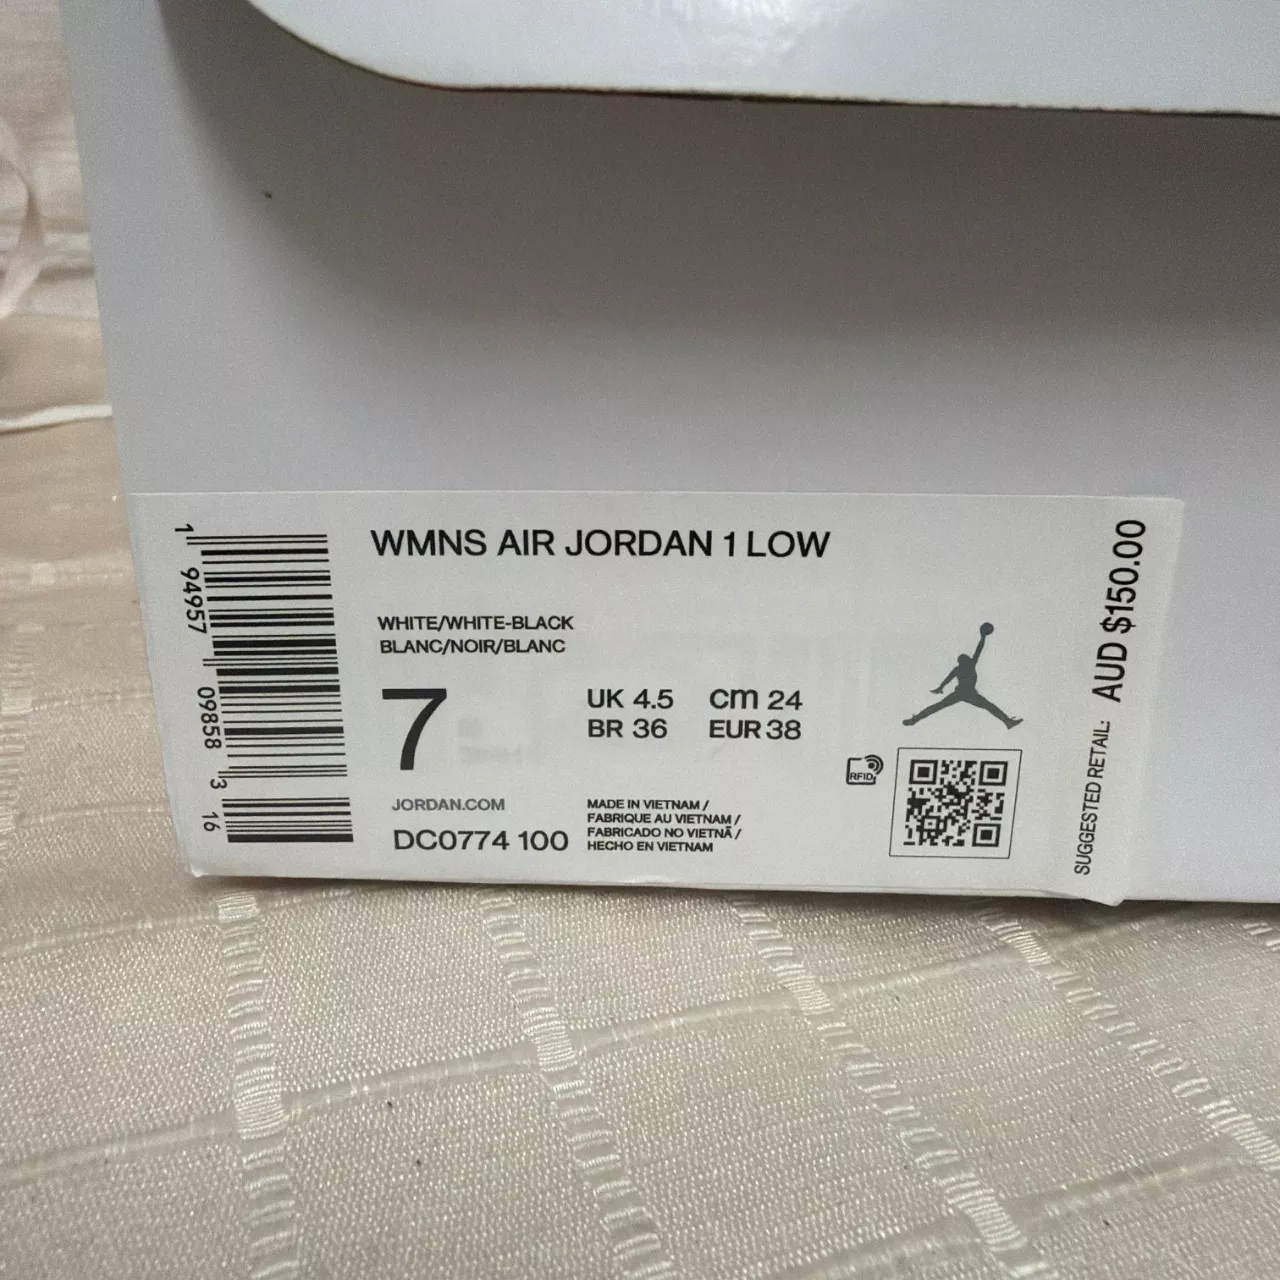 WMNS AIR JORDAN 1 LOW
WHITE/WHITE-BLACK
BLANC/NOIR/BLANC
7
UK 4.5 cm 24
BR 36 EUR 38
JORDAN.COM
DC0774 100
MADE IN VIETNAM /
FABRIQUE AU VIETNAM /
FABRICADO NO VIETNÃ /
HECHO EN VIETNAM
RFID
1 94957 09858 3 16
SUGGESTED RETAIL: AUD $150.00